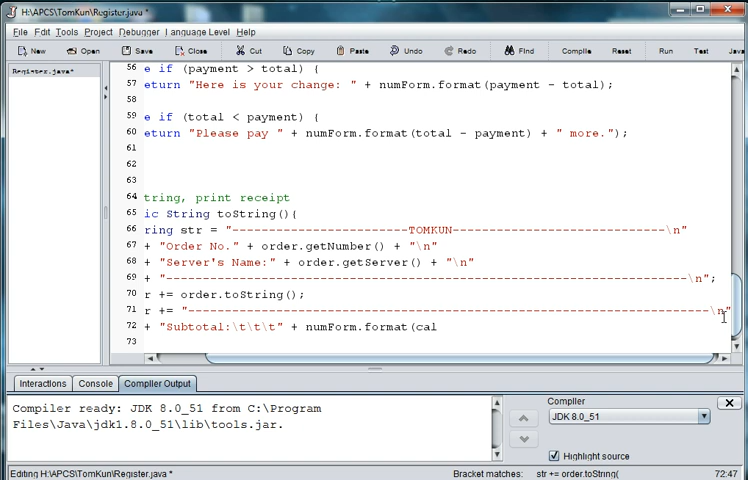 H:\APCS\TomKun\Register.java *
File Edit Tools Project Debugger Language Level Help
New Open Save Close Cut Copy Paste Undo Redo Find Compile Reset Run Test Java
Register.java*
56 e if (payment > total) {
57 eturn "Here is your change: " + numForm.format(payment - total);
58
59 e if (total < payment) {
60 eturn "Please pay " + numForm.format(total - payment) + " more.");
61
62
63
64 tring, print receipt
65 ic String toString(){
66 ring str = "------------------------TOMKUN-----------------------------\n"
67 + "Order No." + order.getNumber() + "\n"
68 + "Server's Name:" + order.getServer() + "\n"
69 + "-----------------------------------------------------------------------\n";
70 r += order.toString();
71 r += "------------------------------------------------------------------------\n"
72 + "Subtotal:\t\t\t" + numForm.format(cal
73
Interactions Console Compiler Output
Compiler ready: JDK 8.0_51 from C:\Program
Files\Java\jdk1.8.0_51\lib\tools.jar.
Compiler
JDK 8.0_51
Highlight source
Editing H:\APCS\TomKun\Register.java *
Bracket matches: str += order.toString(
72:47